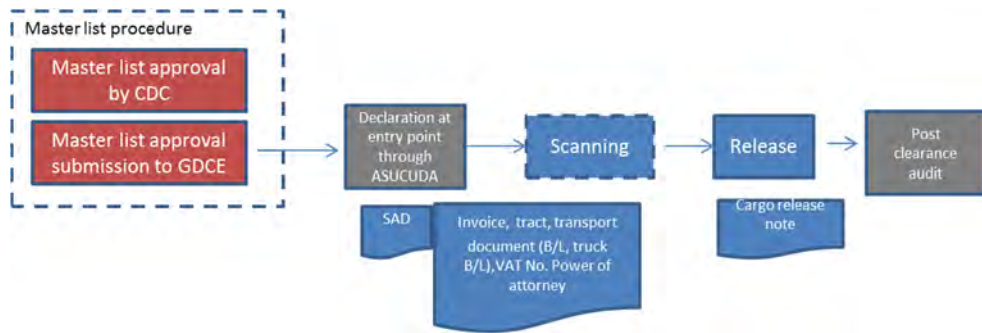 Master list procedure
Master list approval
by CDC
Master list approval
submission to GDCE
Declaration at
entry point
through
ASUCUDA
Scanning
Release
Post
clearance
audit
SAD
Invoice, tract, transport
document (B/L, truck
B/L),VAT No. Power of
attorney
Cargo release
note